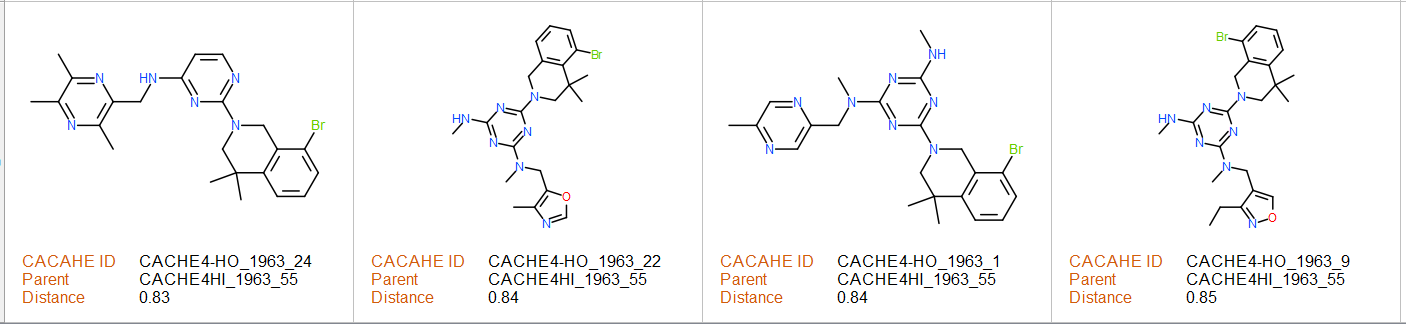 N HN N
N
N N Br
CACAHE ID CACHE4-HO_1963_24
Parent CACHE4HI_1963_55
Distance 0.83
Br
N
N
HN
N
N
N
O
N
CACAHE ID CACHE4-HO_1963_22
Parent CACHE4HI_1963_55
Distance 0.84
NH
N
N N N
N
N N Br
CACAHE ID CACHE4-HO_1963_1
Parent CACHE4HI_1963_55
Distance 0.84
Br
N
N
HN
N
N
N
N O
CACAHE ID CACHE4-HO_1963_9
Parent CACHE4HI_1963_55
Distance 0.85